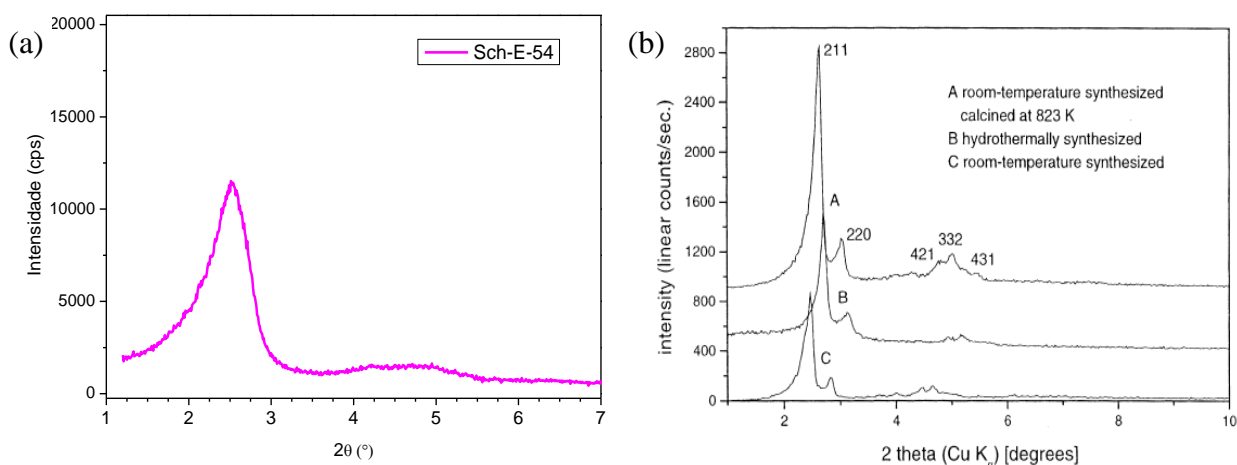 (a)
20000
15000
10000
5000
0
Intensidade (cps)
Sch-E-54
1 2 3 4 5 6 7
2θ (°)
(b)
2800
2400
2000
1600
1200
800
400
0
intensity (linear counts/sec.)
211
A room-temperature synthesized
calcined at 823 K
B hydrothermally synthesized
C room-temperature synthesized
A
220
421 332 431
B
C
2 4 6 8 10
2 theta (Cu Kα) [degrees]